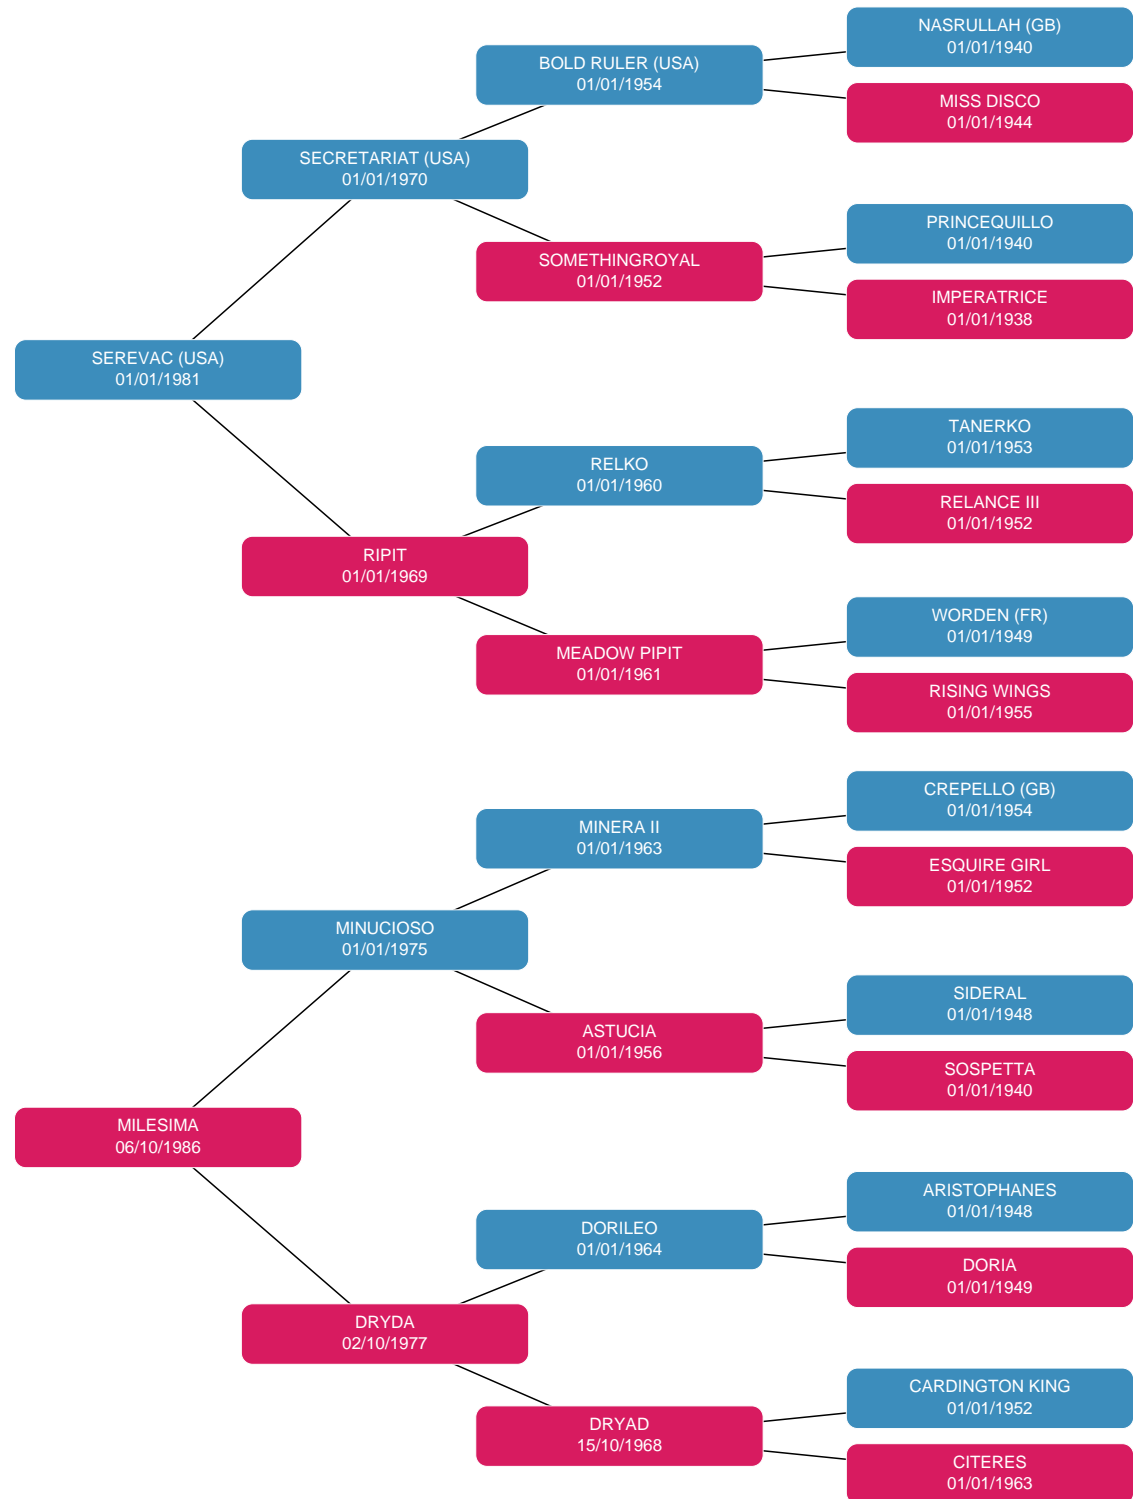 NASRULLAH (GB)
01/01/1940
BOLD RULER (USA)
01/01/1954
MISS DISCO
01/01/1944
SECRETARIAT (USA)
01/01/1970
PRINCEQUILLO
01/01/1940
SOMETHINGROYAL
01/01/1952
IMPERATRICE
01/01/1938
SEREVAC (USA)
01/01/1981
TANERKO
01/01/1953
RELKO
01/01/1960
RELANCE III
01/01/1952
RIPIT
01/01/1969
WORDEN (FR)
01/01/1949
MEADOW PIPIT
01/01/1961
RISING WINGS
01/01/1955
CREPELLO (GB)
01/01/1954
MINERA II
01/01/1963
ESQUIRE GIRL
01/01/1952
MINUCIOSO
01/01/1975
SIDERAL
01/01/1948
ASTUCIA
01/01/1956
SOSPETTA
01/01/1940
MILESIMA
06/10/1986
ARISTOPHANES
01/01/1948
DORILEO
01/01/1964
DORIA
01/01/1949
DRYDA
02/10/1977
CARDINGTON KING
01/01/1952
DRYAD
15/10/1968
CITERES
01/01/1963